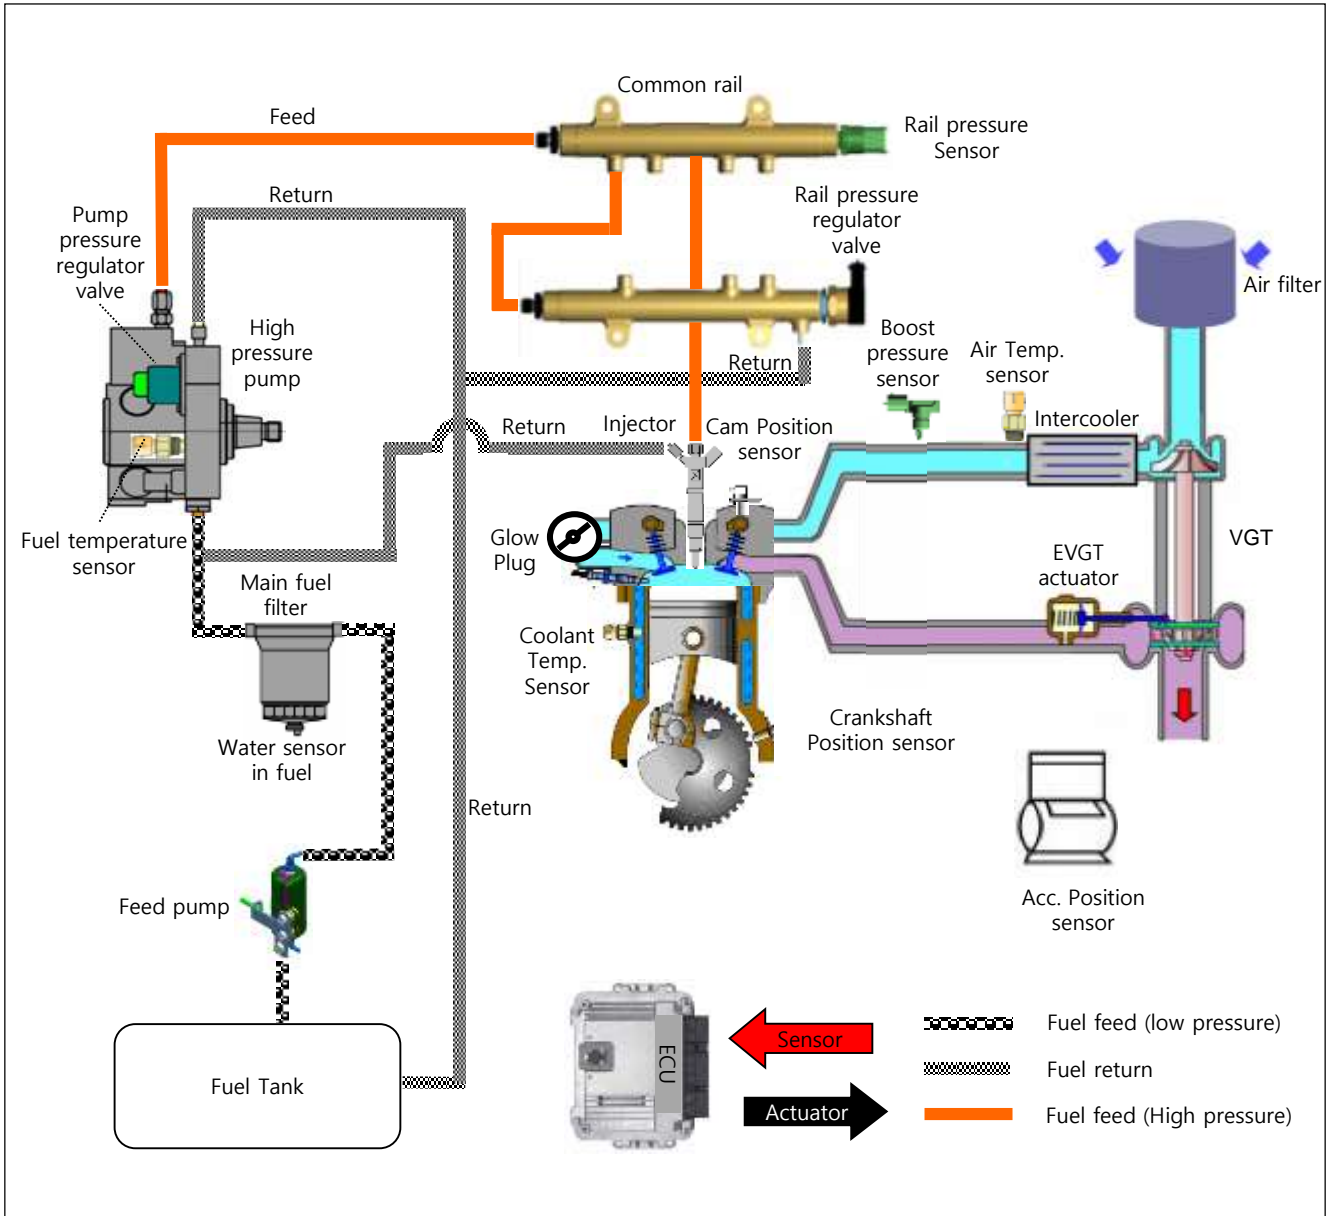 Common rail
Feed
Rail pressure
Sensor
Return
Rail pressure
regulator
valve
Pump
pressure
regulator
valve
Air filter
High
pressure
pump
Boost
pressure
sensor
Air Temp.
sensor
Return
Intercooler
Return
Injector
Cam Position
sensor
Fuel temperature
sensor
Glow
Plug
VGT
EVGT
actuator
Main fuel
filter
Coolant
Temp.
Sensor
Crankshaft
Position sensor
Water sensor
in fuel
Return
Feed pump
Acc. Position
sensor
Fuel Tank
ECU
Sensor
Actuator
Fuel feed (low pressure)
Fuel return
Fuel feed (High pressure)